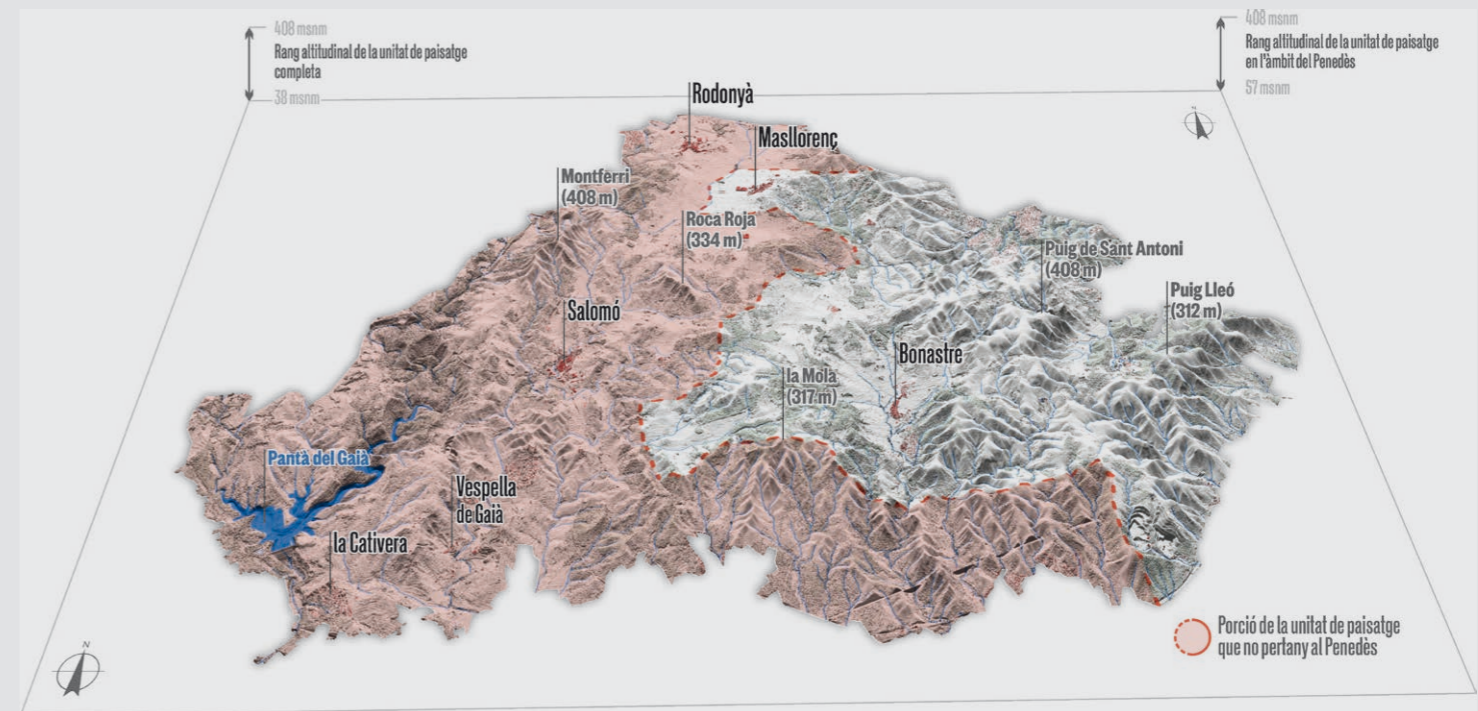 408 msnm
Rang altitudinal de la unitat de paisatge
completa
38 msnm
408 msnm
Rang altitudinal de la unitat de paisatge
en l'àmbit del Penedès
57 msnm
N
Rodonyà
Masllorenç
Montferri
(408 m)
Roca Roja
(334 m)
Puig de Sant Antoni
(408 m)
Puig Lleó
(312 m)
Salomó
Bonastre
la Mola
(317 m)
Pantà del Gaià
Vespella
de Gaià
la Cativera
Porció de la unitat de paisatge
que no pertany al Penedès
N